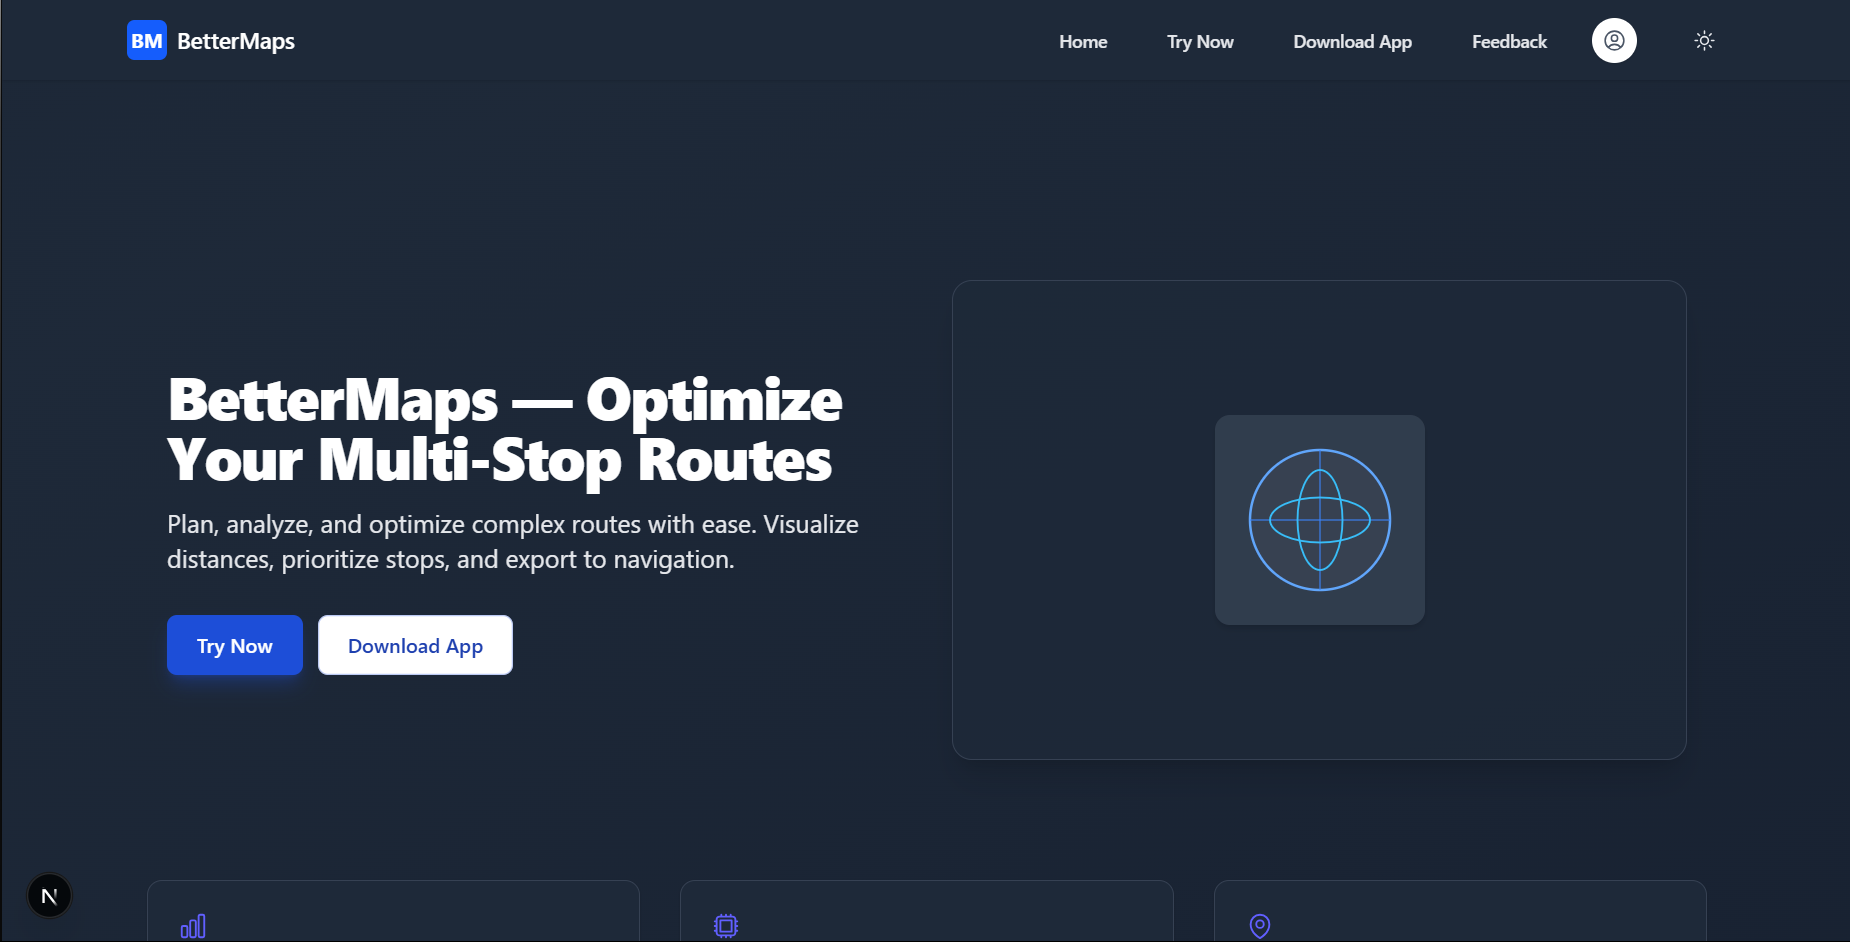 BM BetterMaps
Home Try Now Download App Feedback
BetterMaps — Optimize
Your Multi-Stop Routes
Plan, analyze, and optimize complex routes with ease. Visualize
distances, prioritize stops, and export to navigation.
Try Now Download App
N